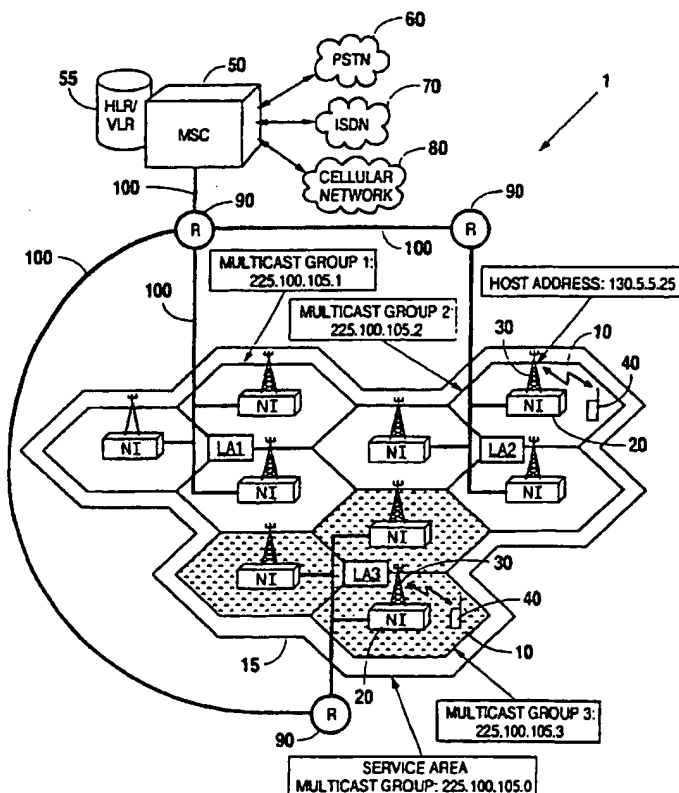 60
PSTN
50
55
HLR/
VLR
MSC
70
ISDN
1
80
CELLULAR
NETWORK
100
90
R
100
90
R
100
100
MULTICAST GROUP 1:
225.100.105.1
MULTICAST GROUP 2:
225.100.105.2
HOST ADDRESS: 130.5.5.25
30
10
40
NI
NI
20
NI
NI
LA1
LA2
NI
NI
NI
NI
LA3
30
40
NI
15
20
10
R
90
MULTICAST GROUP 3:
225.100.105.3
SERVICE AREA
MULTICAST GROUP: 225.100.105.0